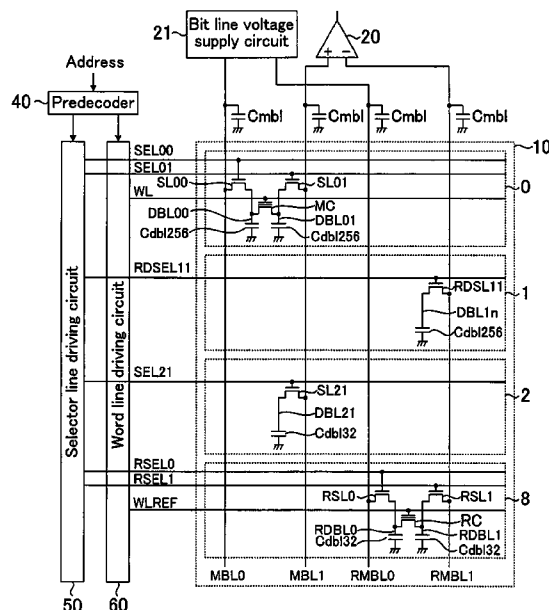 21
Bit line voltage
supply circuit
20
+ −
Address
40
Predecoder
Cmbl Cmbl Cmbl Cmbl
10
SEL00
SEL01
SL00 SL01
0
WL
MC
DBL00 DBL01
Cdbl256 Cdbl256
RDSEL11
RDSL11
1
DBL1n
Cdbl256
SEL21
SL21
2
DBL21
Cdbl32
RSEL0
RSEL1
RSL0 RSL1
8
WLREF
RC
RDBL0 RDBL1
Cdbl32 Cdbl32
Selector line driving circuit
Word line driving circuit
MBL0 MBL1 RMBL0 RMBL1
50 60